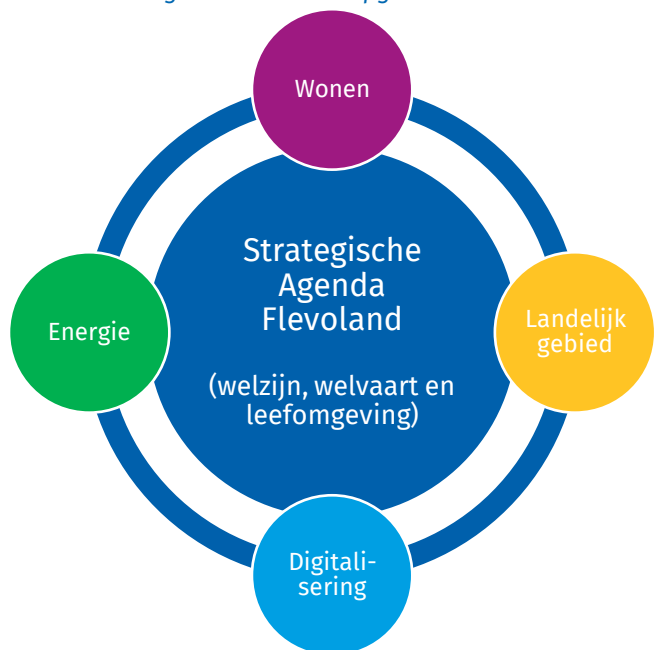 Wonen
Strategische
Agenda
Flevoland
(welzijn, welvaart en
leefomgeving)
Energie
Landelijk
gebied
Digitali-
sering